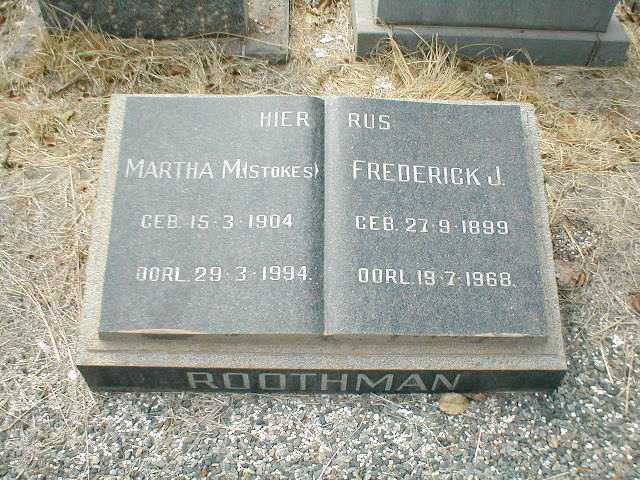 HIER RUS
MARTHA M.(STOKES)
GEB. 15·3·1904
OORL. 29·3·1994.
FREDERICK J.
GEB. 27·9·1899
OORL. 19·7·1968.
ROOTHMAN